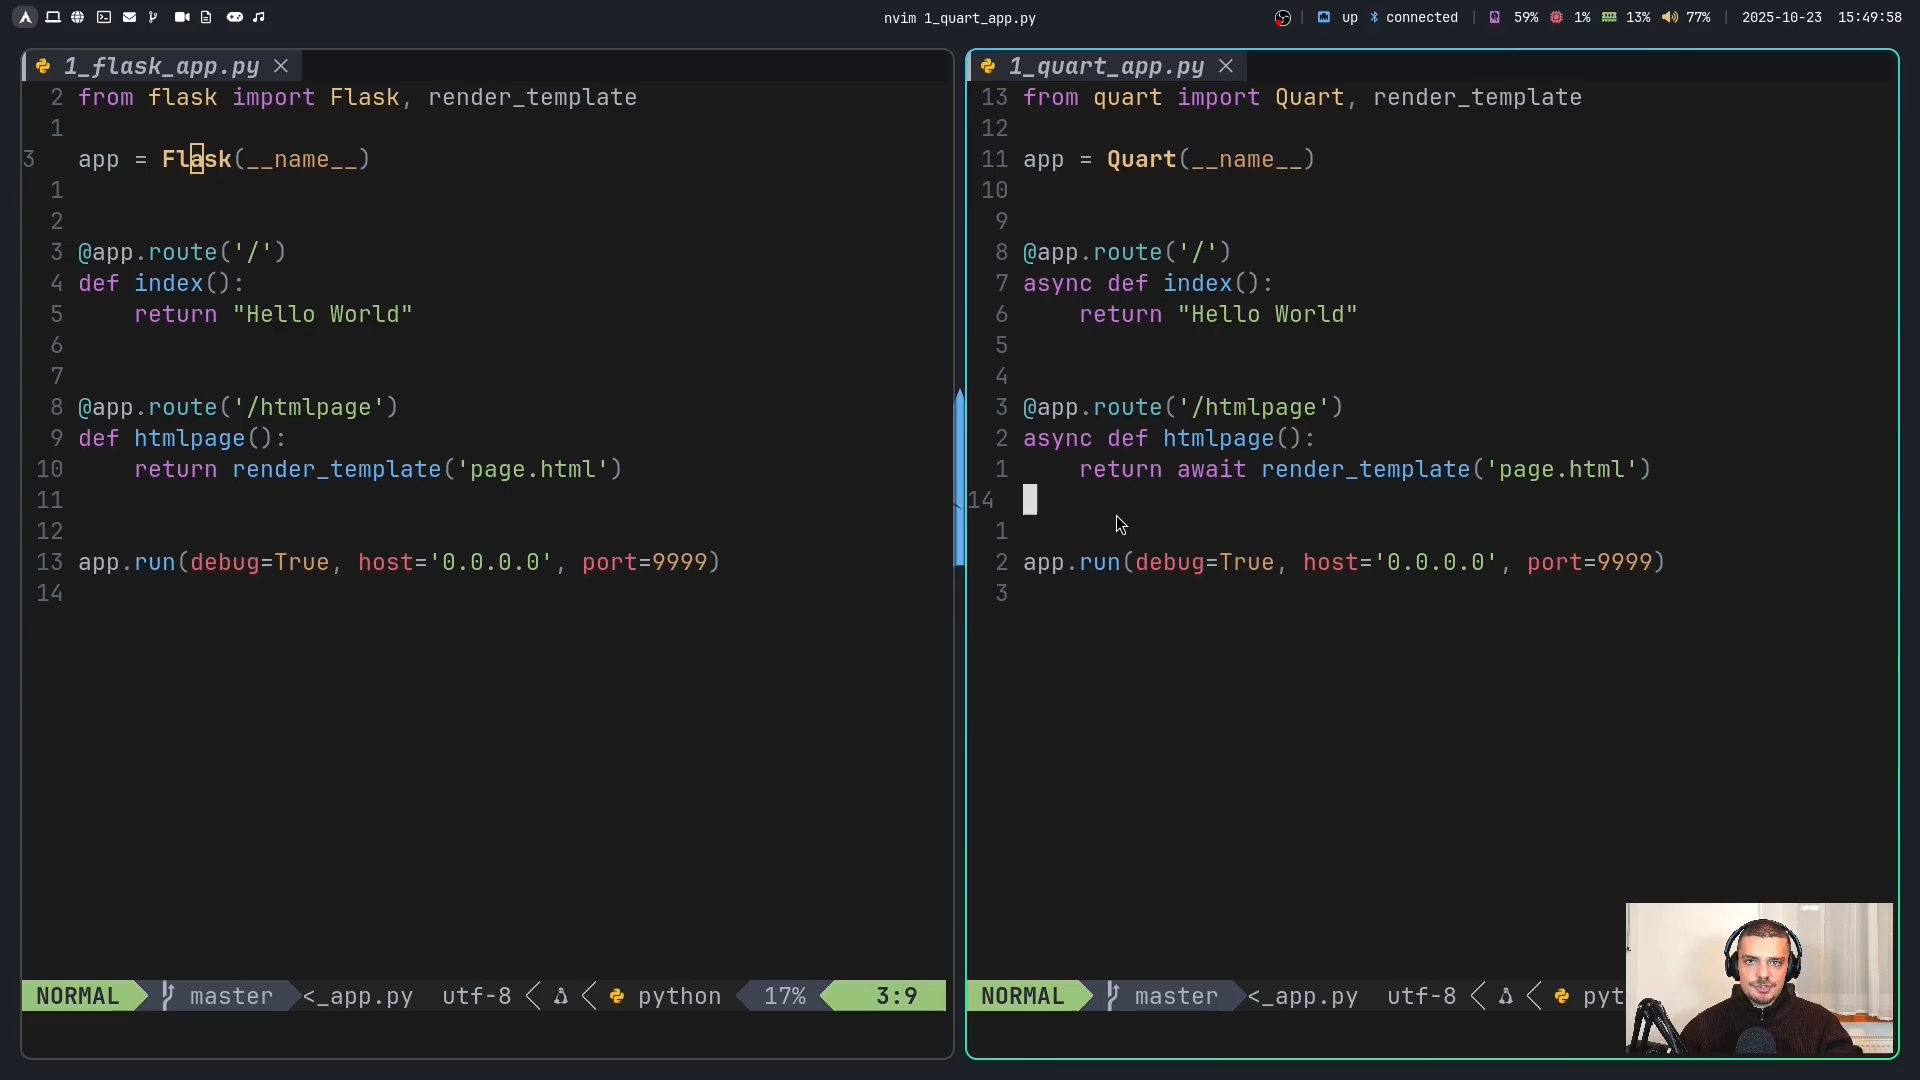 nvim 1_quart_app.py
up connected 59% 1% 13% 77% 2025-10-23 15:49:58
1_flask_app.py
2 from flask import Flask, render_template
1
3 app = Flask(__name__)
1
2
3 @app.route('/')
4 def index():
5 return "Hello World"
6
7
8 @app.route('/htmlpage')
9 def htmlpage():
10 return render_template('page.html')
11
12
13 app.run(debug=True, host='0.0.0.0', port=9999)
14
NORMAL master <_app.py utf-8 python 17% 3:9
1_quart_app.py
13 from quart import Quart, render_template
12
11 app = Quart(__name__)
10
9
8 @app.route('/')
7 async def index():
6 return "Hello World"
5
4
3 @app.route('/htmlpage')
2 async def htmlpage():
1 return await render_template('page.html')
14
1
2 app.run(debug=True, host='0.0.0.0', port=9999)
3
NORMAL master <_app.py utf-8 pyt